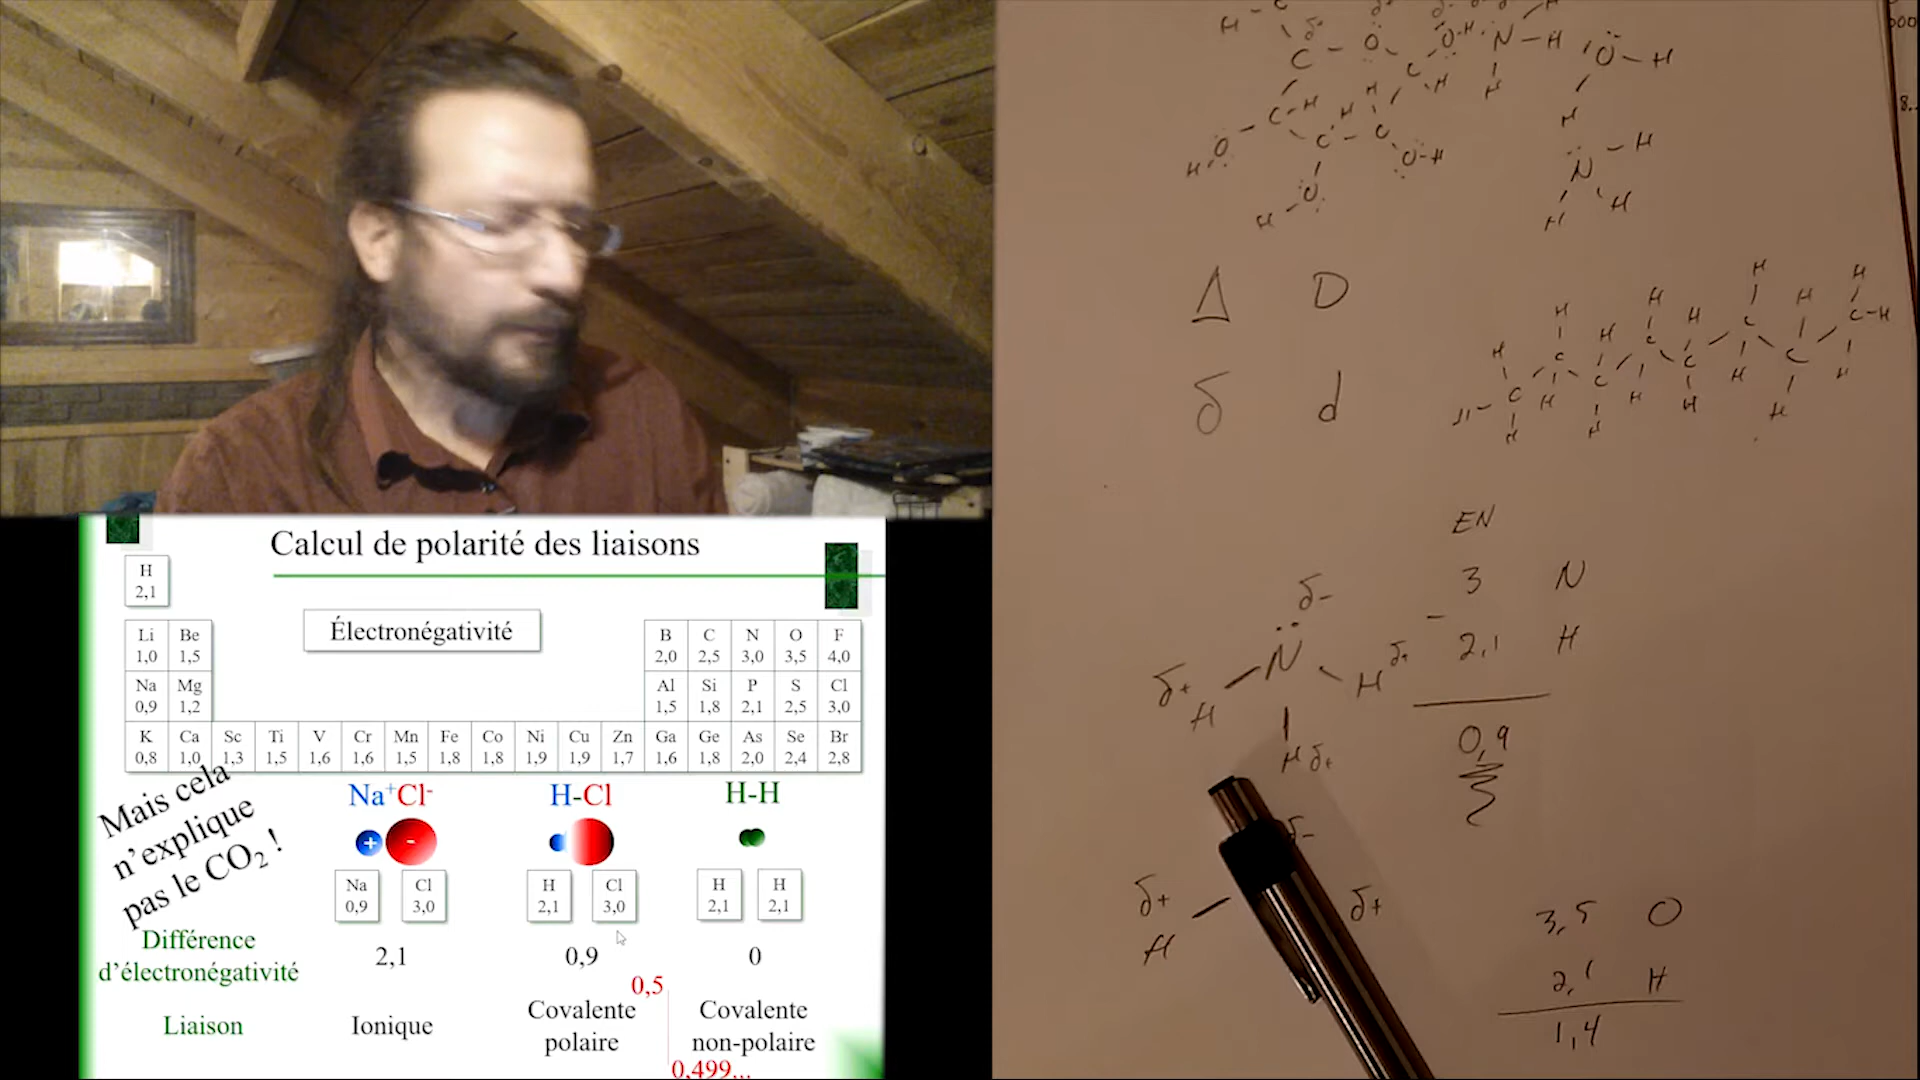 Calcul de polarité des liaisons
H
2,1
Électronégativité
Li Be B C N O F
1,0 1,5 2,0 2,5 3,0 3,5 4,0
Na Mg Al Si P S Cl
0,9 1,2 1,5 1,8 2,1 2,5 3,0
K Ca Sc Ti V Cr Mn Fe Co Ni Cu Zn Ga Ge As Se Br
0,8 1,0 1,3 1,5 1,6 1,6 1,5 1,8 1,8 1,9 1,9 1,7 1,6 1,8 2,0 2,4 2,8
Mais cela
n'explique
pas le CO₂ !
Na⁺Cl⁻ H-Cl H-H
+ -
Na Cl H Cl H H
0,9 3,0 2,1 3,0 2,1 2,1
Différence
d'électronégativité
2,1 0,9 0
0,5
Liaison
Ionique
Covalente
polaire
Covalente
non-polaire
0,499...
H C
C O O-H N-H O-H
C H C H H
C-H H C H
O C C N-H
H O-H H H
O
H
Δ D
δ d
H H H H H H H H
C C C C C C C C-H
H H H H H H H H
EN
δ- 3 N
N - 2,1 H
δ+ H H δ+
H δ+
0,9
δ-
δ+ H δ+
3,5 O
2,1 H
1,4